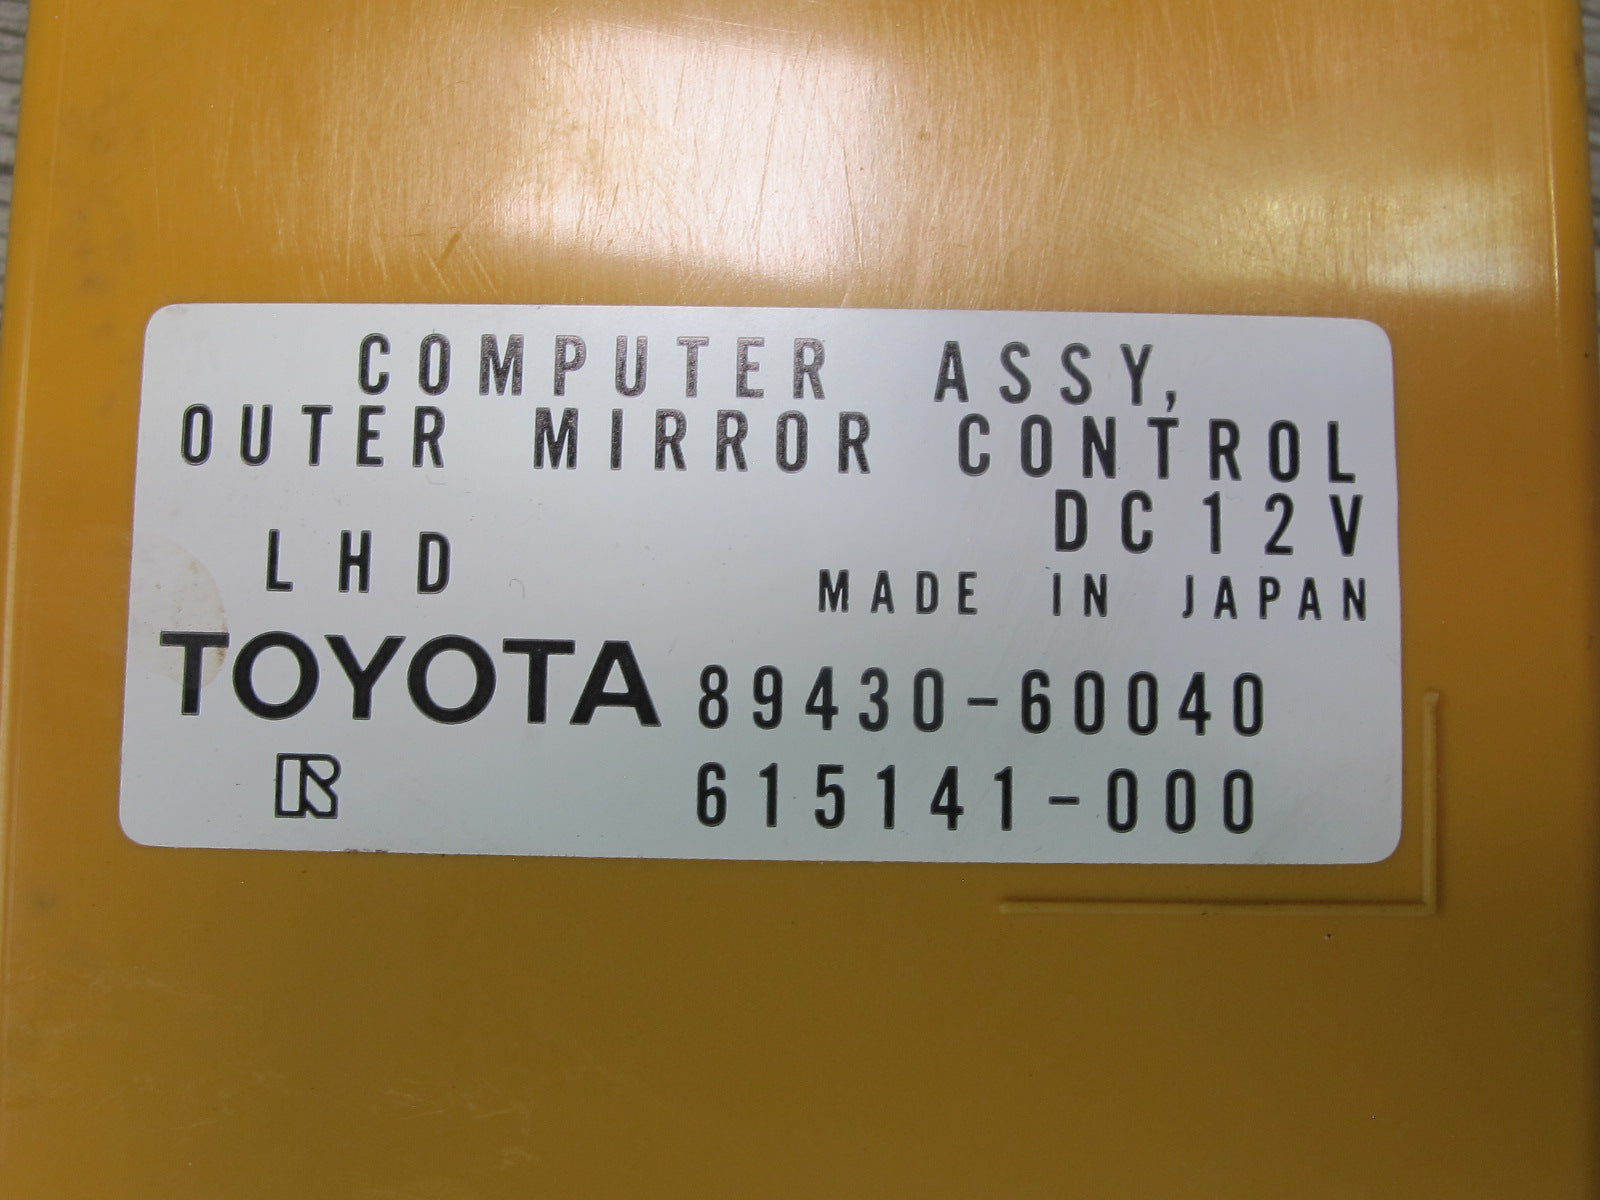 COMPUTER ASSY,
OUTER MIRROR CONTROL
DC12V
LHD
MADE IN JAPAN
TOYOTA 89430-60040
R 615141-000